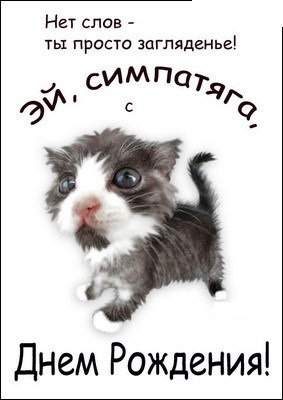 Нет слов -
ты просто загляденье!
Эй, симпатяга,
с
Днем Рождения!